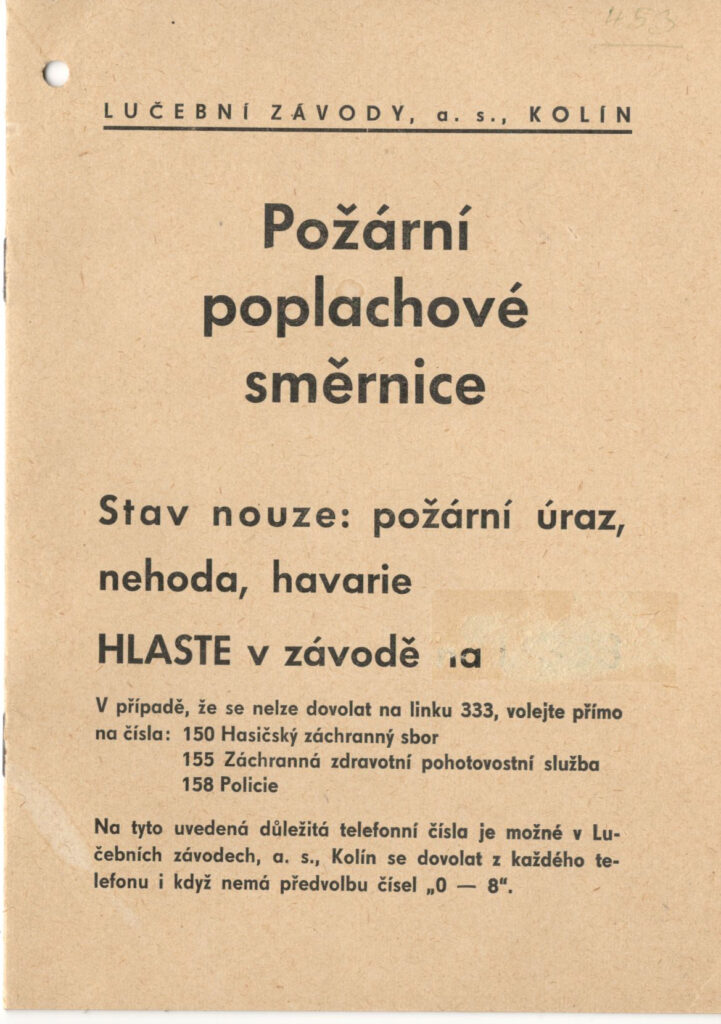 453
LUČEBNÍ ZÁVODY, a. s., KOLÍN
Požární
poplachové
směrnice
Stav nouze: požární úraz,
nehoda, havarie
HLASTE v závodě
V případě, že se nelze dovolat na linku 333, volejte přímo
na čísla: 150 Hasičský záchranný sbor
155 Záchranná zdravotní pohotovostní služba
158 Policie
Na tyto uvedená důležitá telefonní čísla je možné v Lu-
čebních závodech, a. s., Kolín se dovolat z každého te-
lefonu i když nemá předvolbu čísel „0 — 8“.